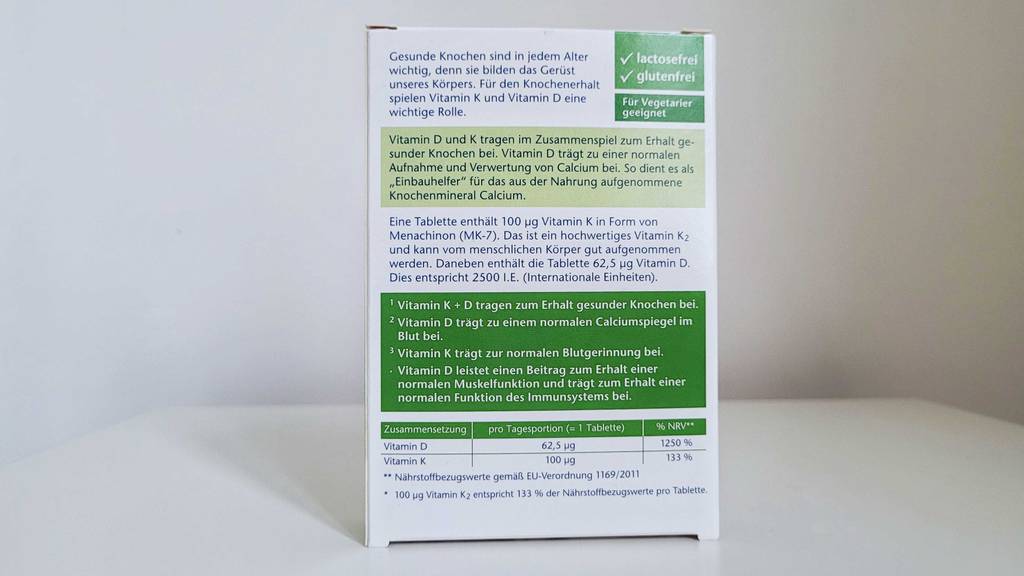 Gesunde Knochen sind in jedem Alter
wichtig, denn sie bilden das Gerüst
unseres Körpers. Für den Knochenerhalt
spielen Vitamin K und Vitamin D eine
wichtige Rolle.
✓ lactosefrei
✓ glutenfrei
Für Vegetarier
geeignet
Vitamin D und K tragen im Zusammenspiel zum Erhalt ge-
sunder Knochen bei. Vitamin D trägt zu einer normalen
Aufnahme und Verwertung von Calcium bei. So dient es als
„Einbauhelfer“ für das aus der Nahrung aufgenommene
Knochenmineral Calcium.
Eine Tablette enthält 100 µg Vitamin K in Form von
Menachinon (MK-7). Das ist ein hochwertiges Vitamin K₂
und kann vom menschlichen Körper gut aufgenommen
werden. Daneben enthält die Tablette 62,5 µg Vitamin D.
Dies entspricht 2500 I.E. (Internationale Einheiten).
¹ Vitamin K + D tragen zum Erhalt gesunder Knochen bei.
² Vitamin D trägt zu einem normalen Calciumspiegel im
Blut bei.
³ Vitamin K trägt zur normalen Blutgerinnung bei.
· Vitamin D leistet einen Beitrag zum Erhalt einer
normalen Muskelfunktion und trägt zum Erhalt einer
normalen Funktion des Immunsystems bei.
Zusammensetzung pro Tagesportion (= 1 Tablette) % NRV**
Vitamin D 62,5 µg 1250 %
Vitamin K 100 µg 133 %
** Nährstoffbezugswerte gemäß EU-Verordnung 1169/2011
* 100 µg Vitamin K₂ entspricht 133 % der Nährstoffbezugswerte pro Tablette.